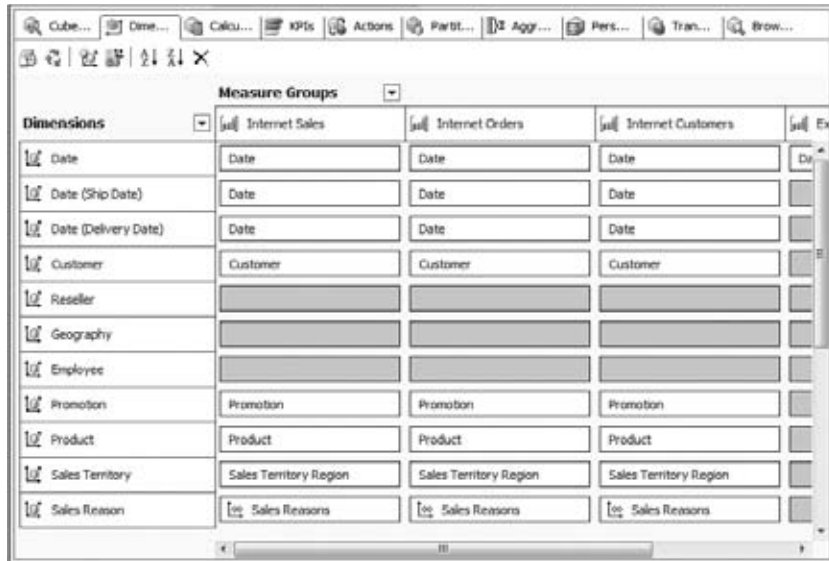 Cube... Dime... Calcu... KPIs Actions Partit... Aggr... Pers... Tran... Brow...
Measure Groups
Dimensions Internet Sales Internet Orders Internet Customers Ex
Date Date Date Date Da
Date (Ship Date) Date Date Date
Date (Delivery Date) Date Date Date
Customer Customer Customer Customer
Reseller
Geography
Employee
Promotion Promotion Promotion Promotion
Product Product Product Product
Sales Territory Sales Territory Region Sales Territory Region Sales Territory Region
Sales Reason Sales Reasons Sales Reasons Sales Reasons